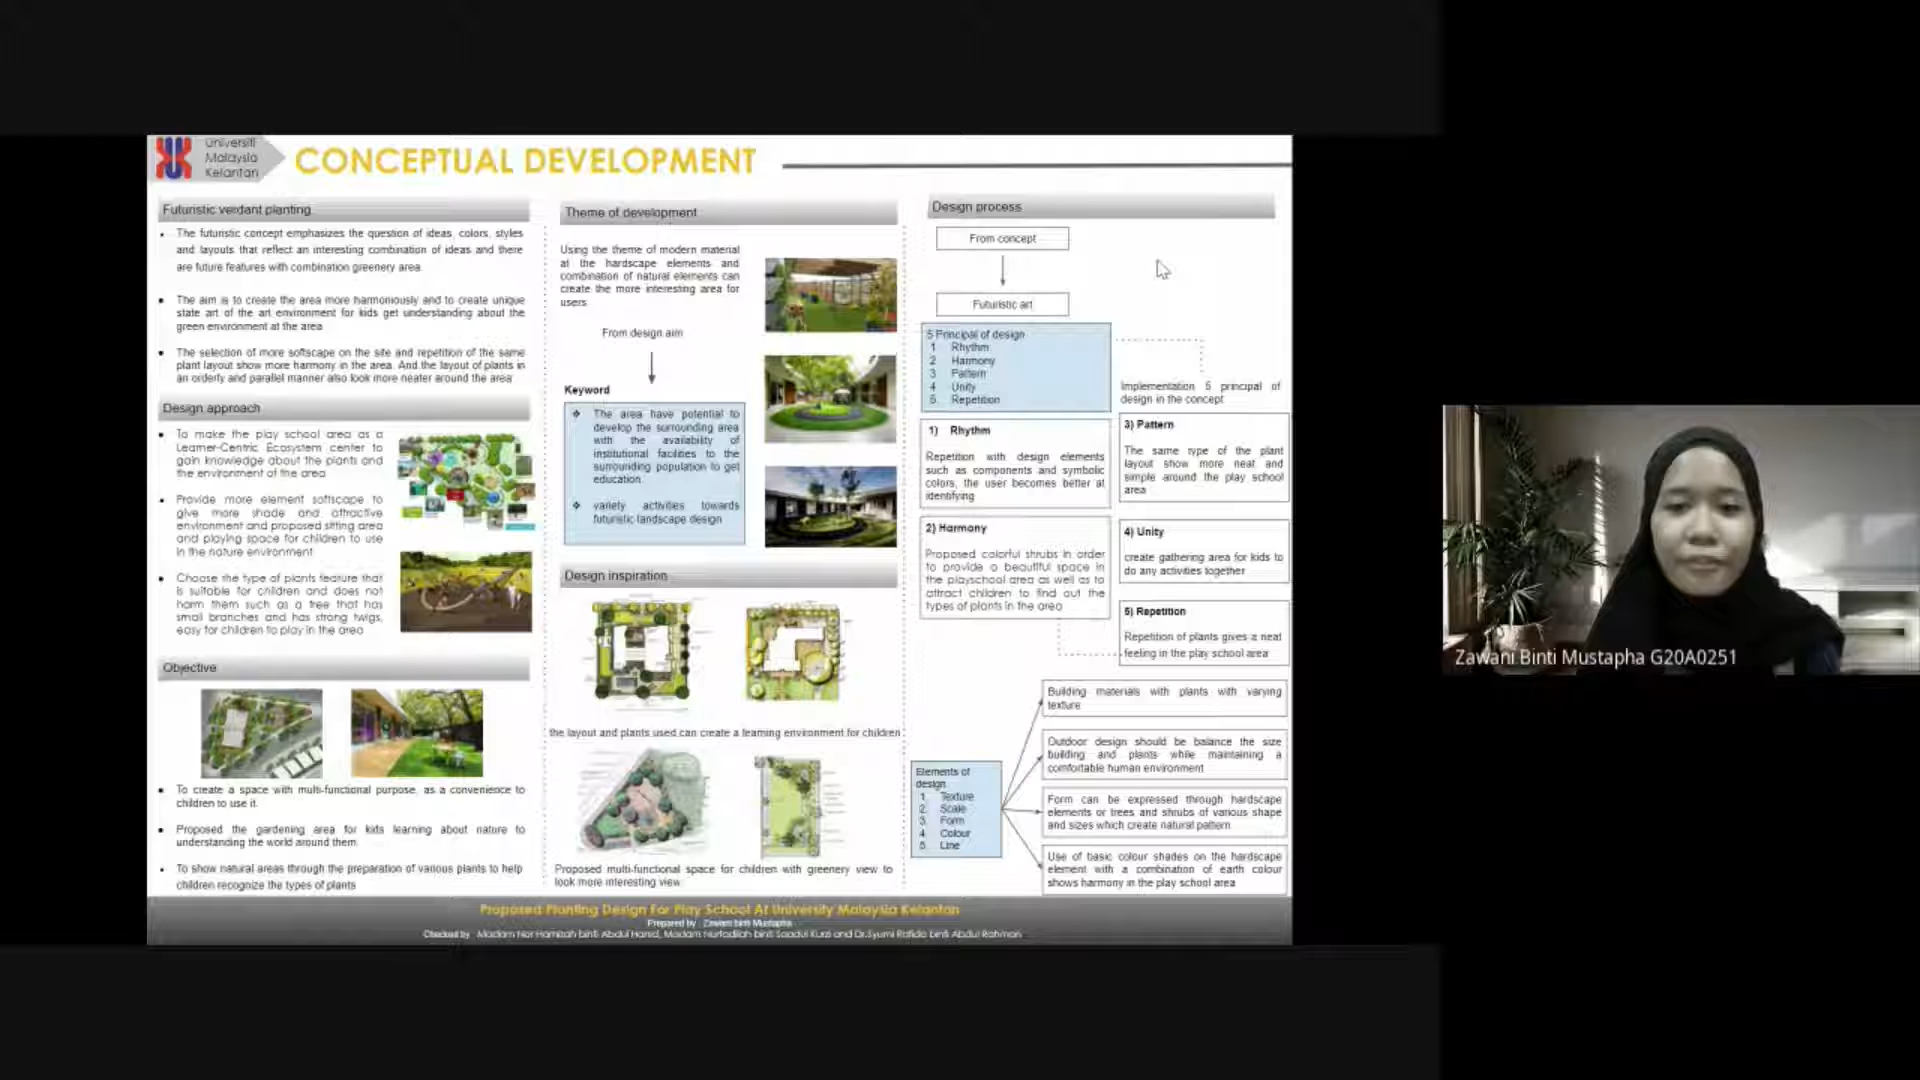 Universiti
Malaysia
Kelantan
CONCEPTUAL DEVELOPMENT
Futuristic verdant planting
The futuristic concept emphasizes the question of ideas, colors, styles
and layouts that reflect an interesting combination of ideas and there
are future features with combination greenery area.
The aim is to create the area more harmoniously and to create unique
state art of the art environment for kids get understanding about the
green environment at the area
The selection of more softscape on the site and repetition of the same
plant layout show more harmony in the area. And the layout of plants in
an orderly and parallel manner also look more neater around the area
Design approach
To make the play school area as a
Learner-Centric Ecosystem center to
gain knowledge about the plants and
the environment of the area
Provide more element softscape to
give more shade and attractive
environment and proposed sitting area
and playing space for children to use
in the nature environment
Choose the type of plants feature that
is suitable for children and does not
harm them such as a tree that has
small branches and has strong twigs,
easy for children to play in the area
Objective
To create a space with multi-functional purpose, as a convenience to
children to use it.
Proposed the gardening area for kids learning about nature to
understanding the world around them
To show natural areas through the preparation of various plants to help
children recognize the types of plants
Theme of development
Using the theme of modern material
at the hardscape elements and
combination of natural elements can
create the more interesting area for
users
From design aim
Keyword
The area have potential to
develop the surrounding area
with the availability of
institutional facilities to the
surrounding population to get
education.
variety activities towards
futuristic landscape design
Design inspiration
the layout and plants used can create a learning environment for children
Proposed multi-functional space for children with greenery view to
look more interesting view
Design process
From concept
Futuristic art
5 Principal of design
1 Rhythm
2 Harmony
3 Pattern
4 Unity
5. Repetition
Implementation 5 principal of
design in the concept
1) Rhythm
Repetition with design elements
such as components and symbolic
colors, the user becomes better at
identifying
2) Harmony
Proposed colorful shrubs in order
to provide a beautiful space in
the playschool area as well as to
attract children to find out the
types of plants in the area
3) Pattern
The same type of the plant
layout show more neat and
simple around the play school
area
4) Unity
create gathering area for kids to
do any activities together
5) Repetition
Repetition of plants gives a neat
feeling in the play school area
Elements of
design
1. Texture
2. Scale
3. Form
4. Colour
5. Line
Building materials with plants with varying
texture
Outdoor design should be balance the size
building and plants while maintaining a
comfortable human environment
Form can be expressed through hardscape
elements or trees and shrubs of various shape
and sizes which create natural pattern
Use of basic colour shades on the hardscape
element with a combination of earth colour
shows harmony in the play school area
Proposed Planting Design For Play School At University Malaysia Kelantan
Prepared by : Zawani binti Mustapha
Checked by : Madam Nor Hamizah binti Abdul Hamid, Madam Nurfadilah binti and Dr.Syumi Rafida binti Abdul Rahman
Zawani Binti Mustapha G20A0251